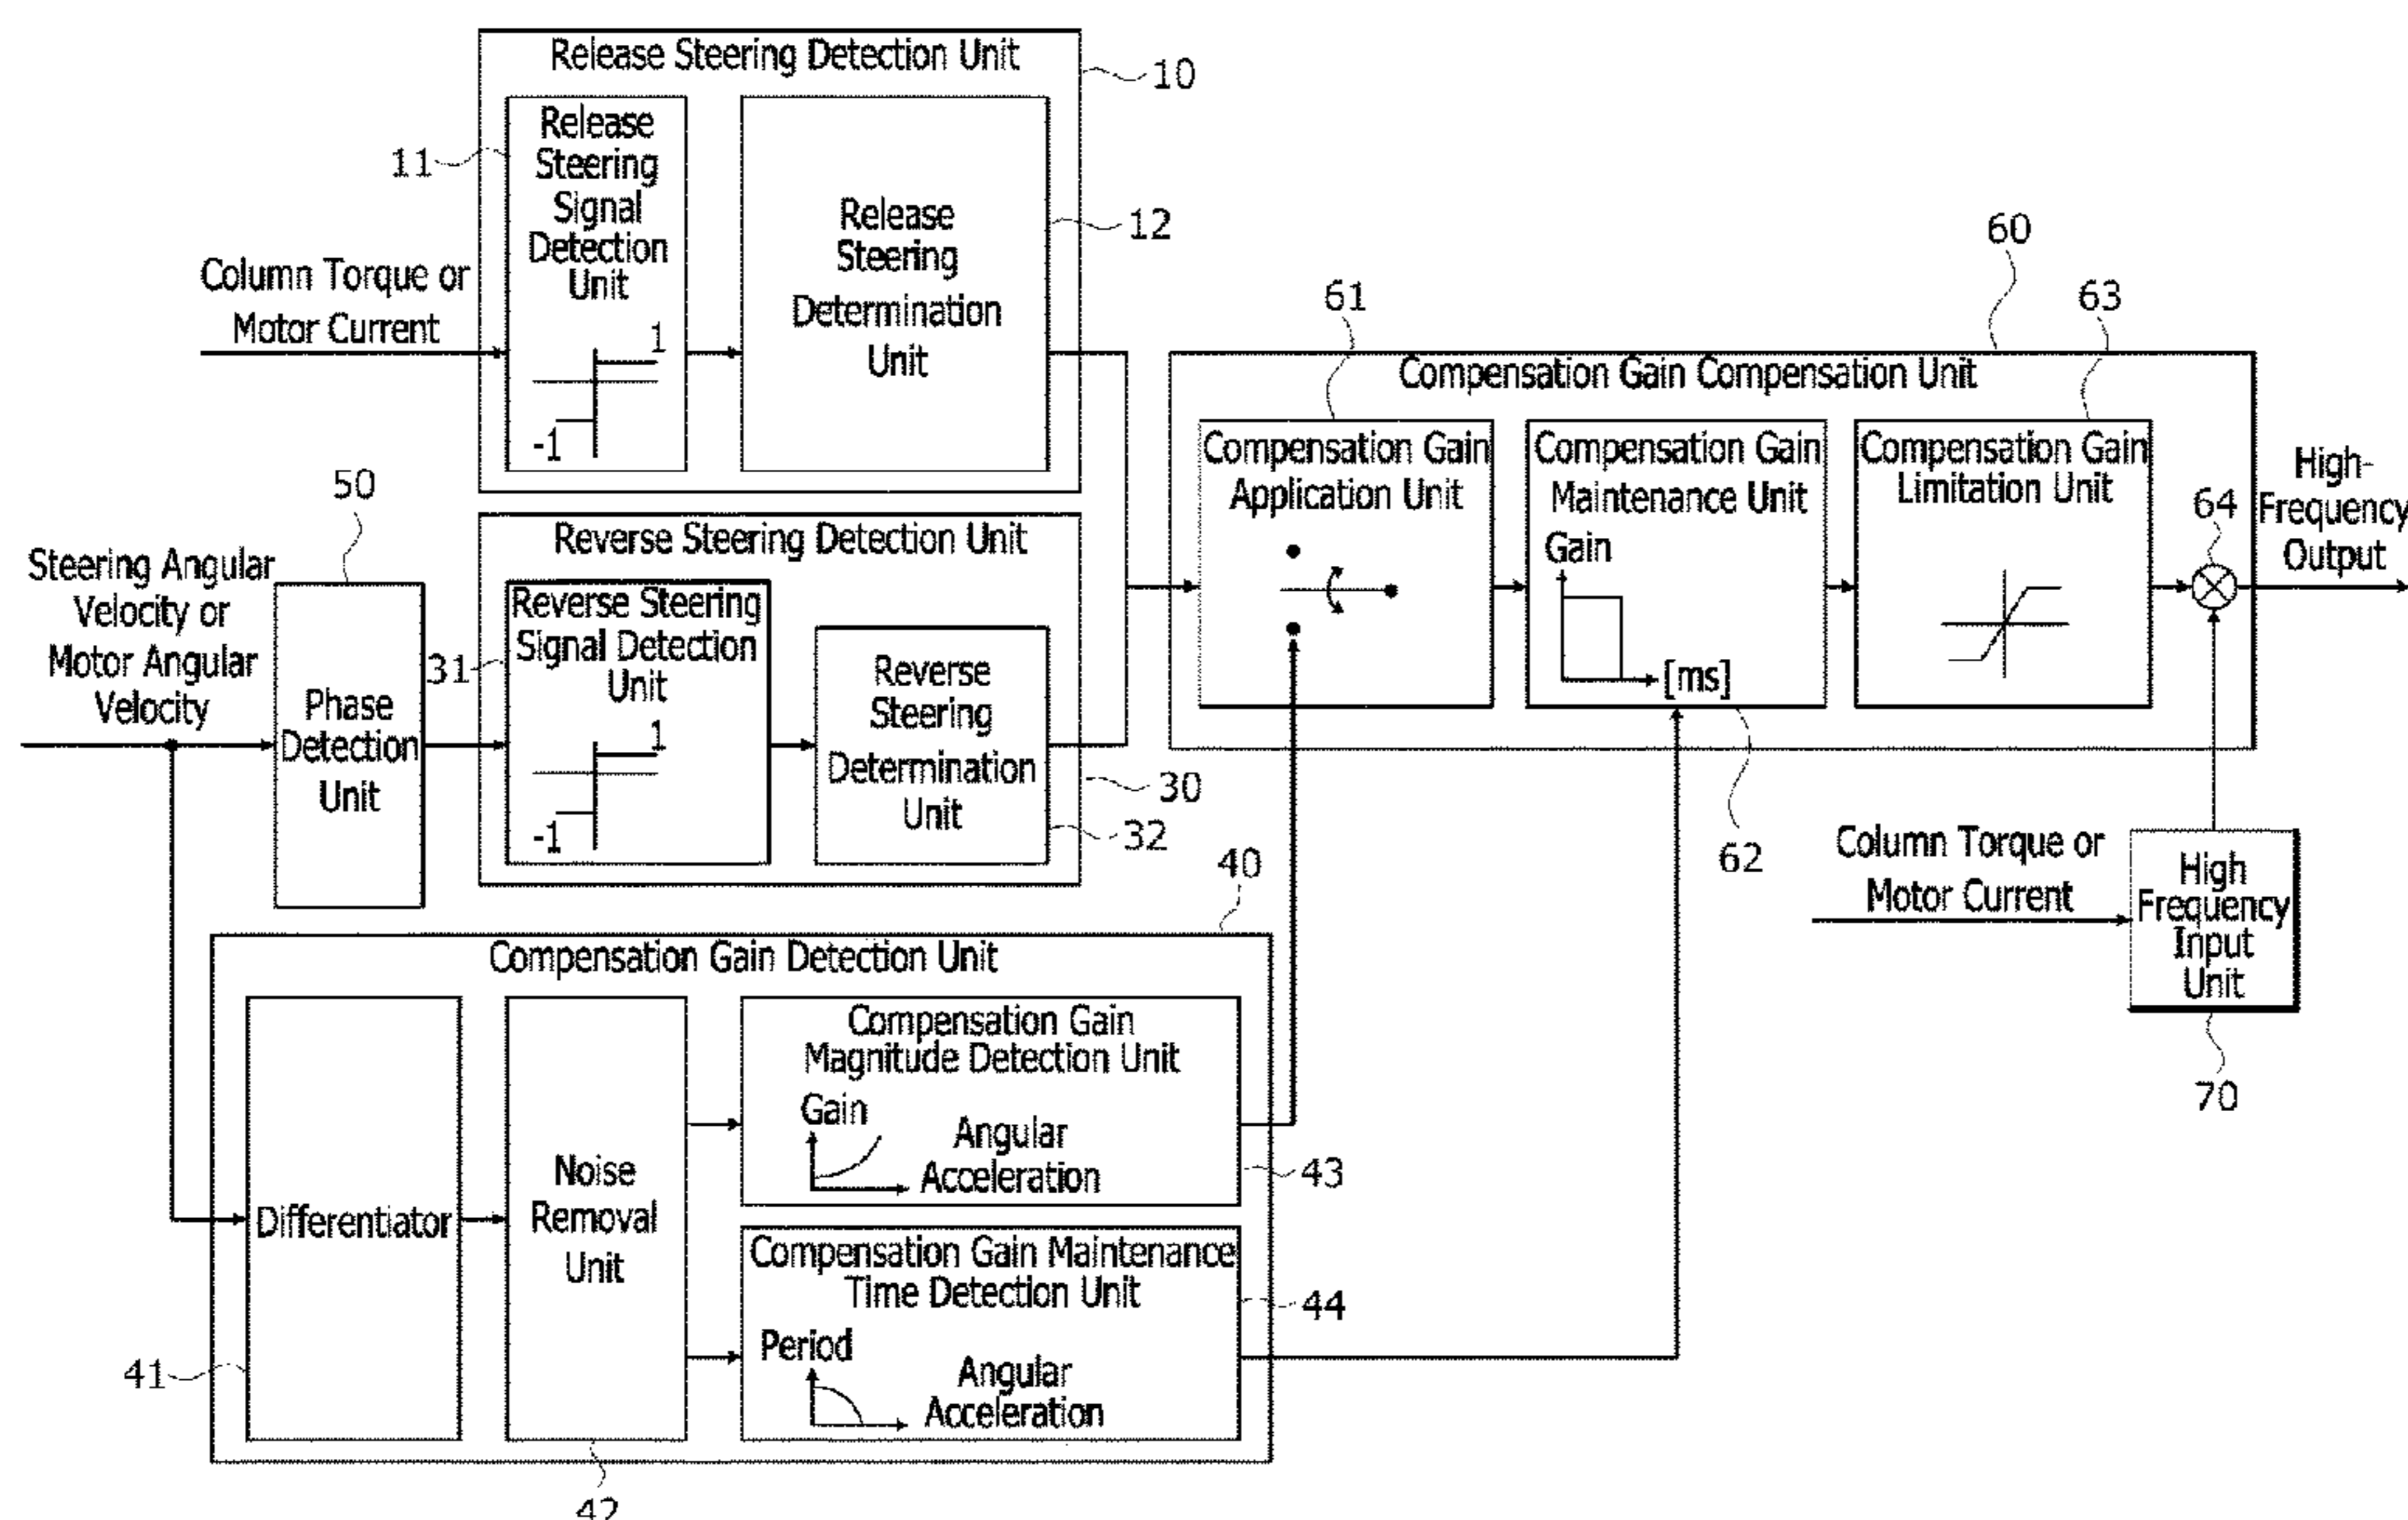 Release Steering Detection Unit
10
Release
Steering
Signal
Detection
Unit
11
1
-1
Release
Steering
Determination
Unit
12
Column Torque or
Motor Current
50
Steering Angular
Velocity or
Motor Angular
Velocity
Phase
Detection
Unit
Reverse Steering Detection Unit
Reverse Steering
Signal Detection
Unit
31
1
-1
Reverse
Steering
Determination
Unit
30
32
60
61
63
Compensation Gain Compensation Unit
Compensation Gain
Application Unit
Compensation Gain
Maintenance Unit
Gain
[ms]
62
Compensation Gain
Limitation Unit
64
High-
Frequency
Output
Column Torque or
Motor Current
High
Frequency
Input
Unit
70
40
Compensation Gain Detection Unit
Differentiator
41
Noise
Removal
Unit
42
Compensation Gain
Magnitude Detection Unit
Gain
Angular
Acceleration
43
Compensation Gain Maintenance
Time Detection Unit
Period
Angular
Acceleration
44